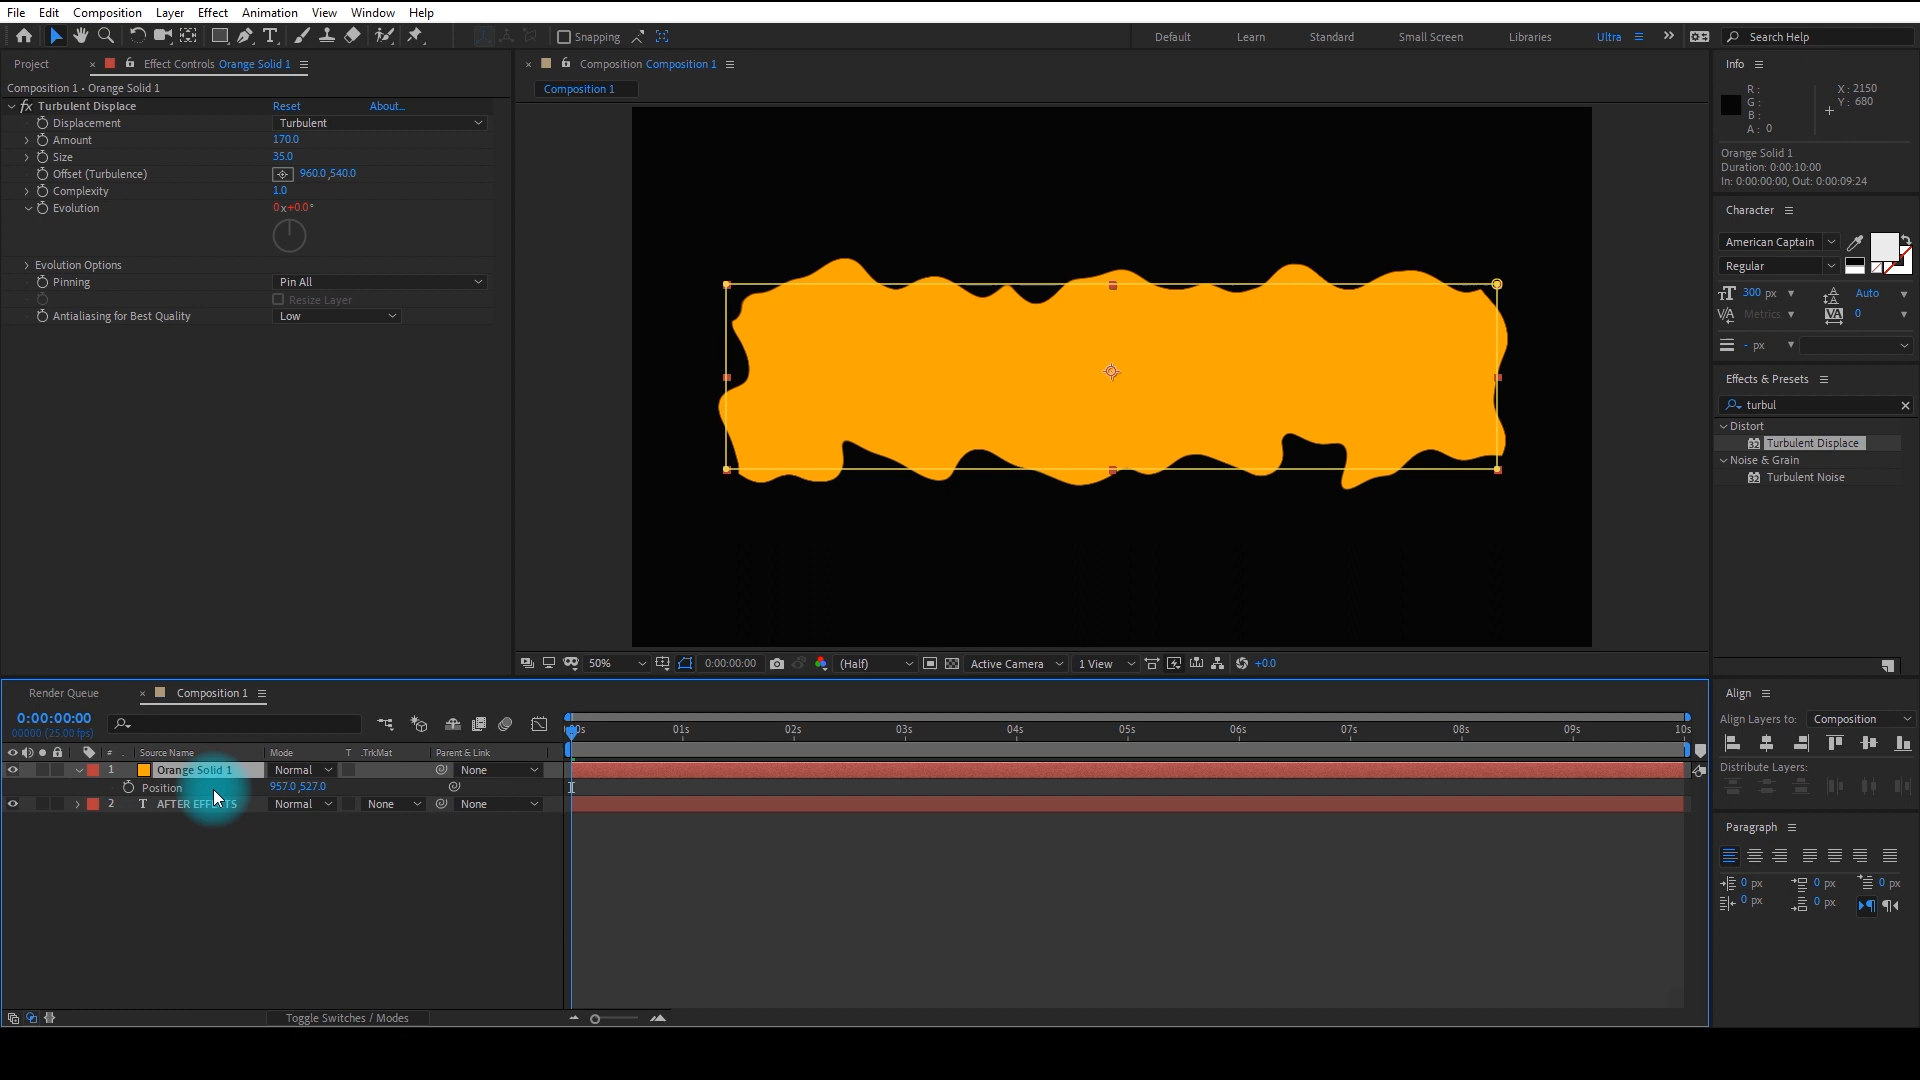 File Edit Composition Layer Effect Animation View Window Help
Snapping Default Learn Standard Small Screen Libraries Ultra Search Help
Project Effect Controls Orange Solid 1
Composition 1 • Orange Solid 1
fx Turbulent Displace Reset About...
Displacement Turbulent
Amount 170.0
Size 35.0
Offset (Turbulence) 960.0,540.0
Complexity 1.0
Evolution 0x+0.0°
Evolution Options
Pinning Pin All
Resize Layer
Antialiasing for Best Quality Low
Composition Composition 1
Composition 1
50% 0:00:00:00 (Half) Active Camera 1 View +0.0
Info
R: X: 2150
G: Y: 680
B:
A: 0
Orange Solid 1
Duration: 0:00:10:00
In: 0:00:00:00, Out: 0:00:09:24
Character
American Captain
Regular
300 px Auto
Metrics 0
- px
Effects & Presets
turbul
Distort
32 Turbulent Displace
Noise & Grain
32 Turbulent Noise
Render Queue Composition 1
0:00:00:00
00000 (25.00 fps)
00s 01s 02s 03s 04s 05s 06s 07s 08s 09s 10s
# Source Name Mode T .TrkMat Parent & Link
1 Orange Solid 1 Normal None
Position 957.0,527.0
2 T AFTER EFFECTS Normal None None
Toggle Switches / Modes
Align
Align Layers to: Composition
Distribute Layers:
Paragraph
0 px 0 px 0 px
0 px 0 px